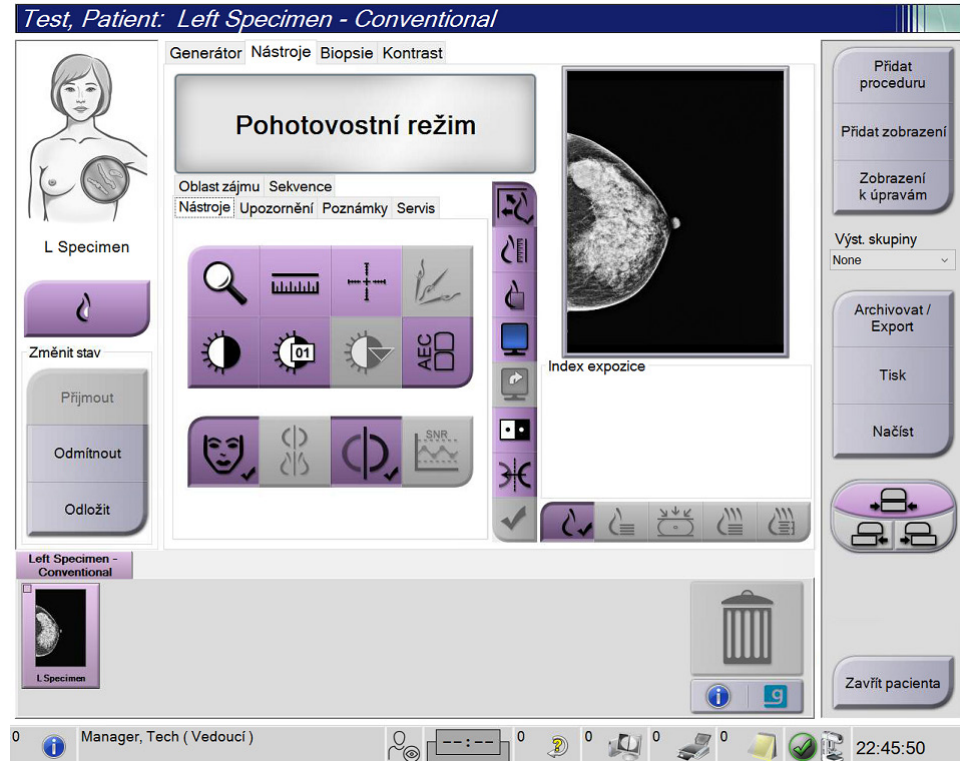 Test, Patient: Left Specimen - Conventional
Generátor Nástroje Biopsie Kontrast
Pohotovostní režim
Oblast zájmu Sekvence
Nástroje Upozornění Poznámky Servis
L Specimen
Změnit stav
Přijmout
Odmítnout
Odložit
01
AEC
SNR
Index expozice
Přidat
proceduru
Přidat zobrazení
Zobrazení
k úpravám
Výst. skupiny
None
Archivovat /
Export
Tisk
Načíst
Left Specimen -
Conventional
L Specimen
Zavřít pacienta
0 Manager, Tech ( Vedoucí ) --:-- 0 0 0 0 22:45:50